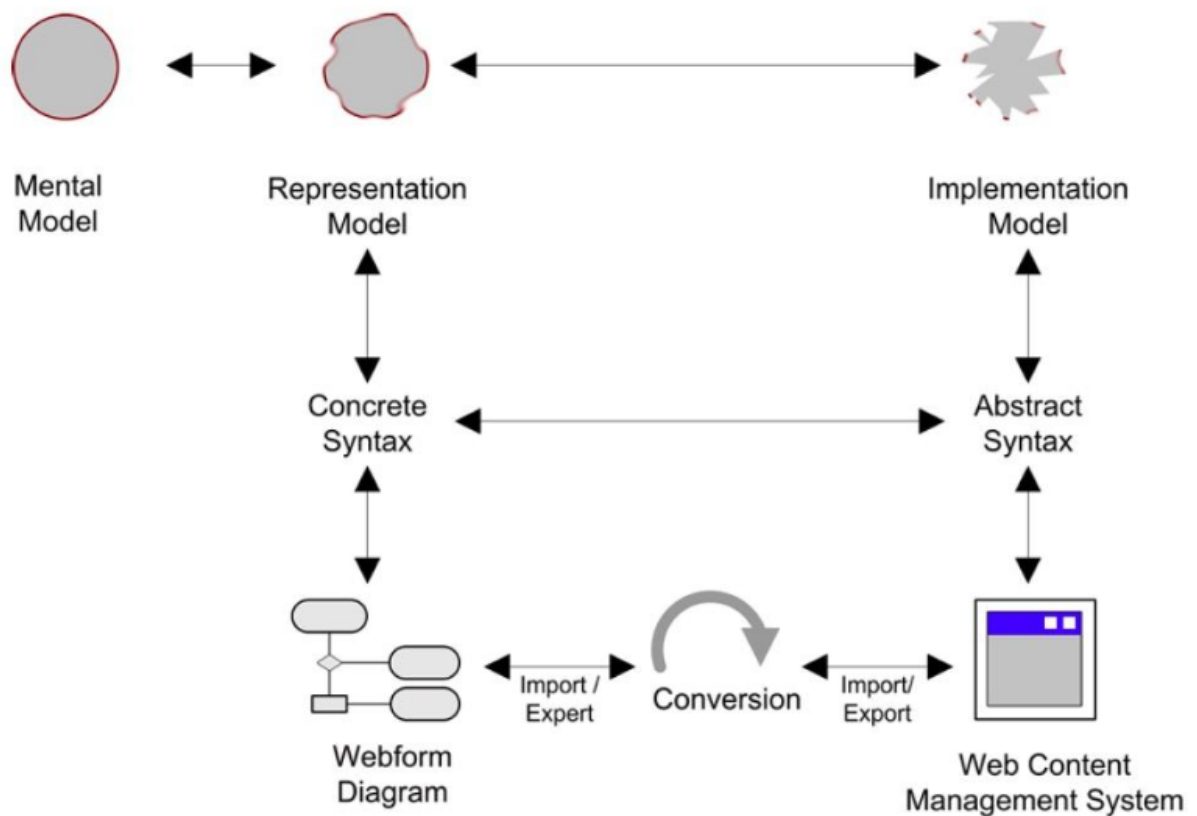 Mental
Model
Representation
Model
Implementation
Model
Concrete
Syntax
Abstract
Syntax
Import /
Expert
Conversion
Import/
Export
Webform
Diagram
Web Content
Management System